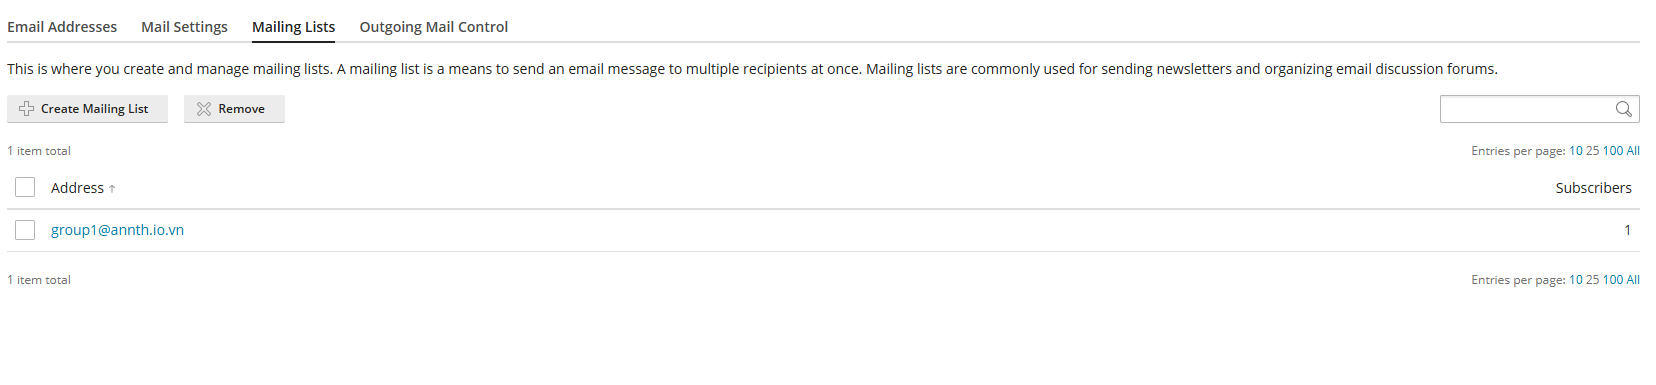 Email Addresses Mail Settings Mailing Lists Outgoing Mail Control
This is where you create and manage mailing lists. A mailing list is a means to send an email message to multiple recipients at once. Mailing lists are commonly used for sending newsletters and organizing email discussion forums.
Create Mailing List Remove
1 item total Entries per page: 10 25 100 All
Address ↑ Subscribers
group1@annth.io.vn 1
1 item total Entries per page: 10 25 100 All